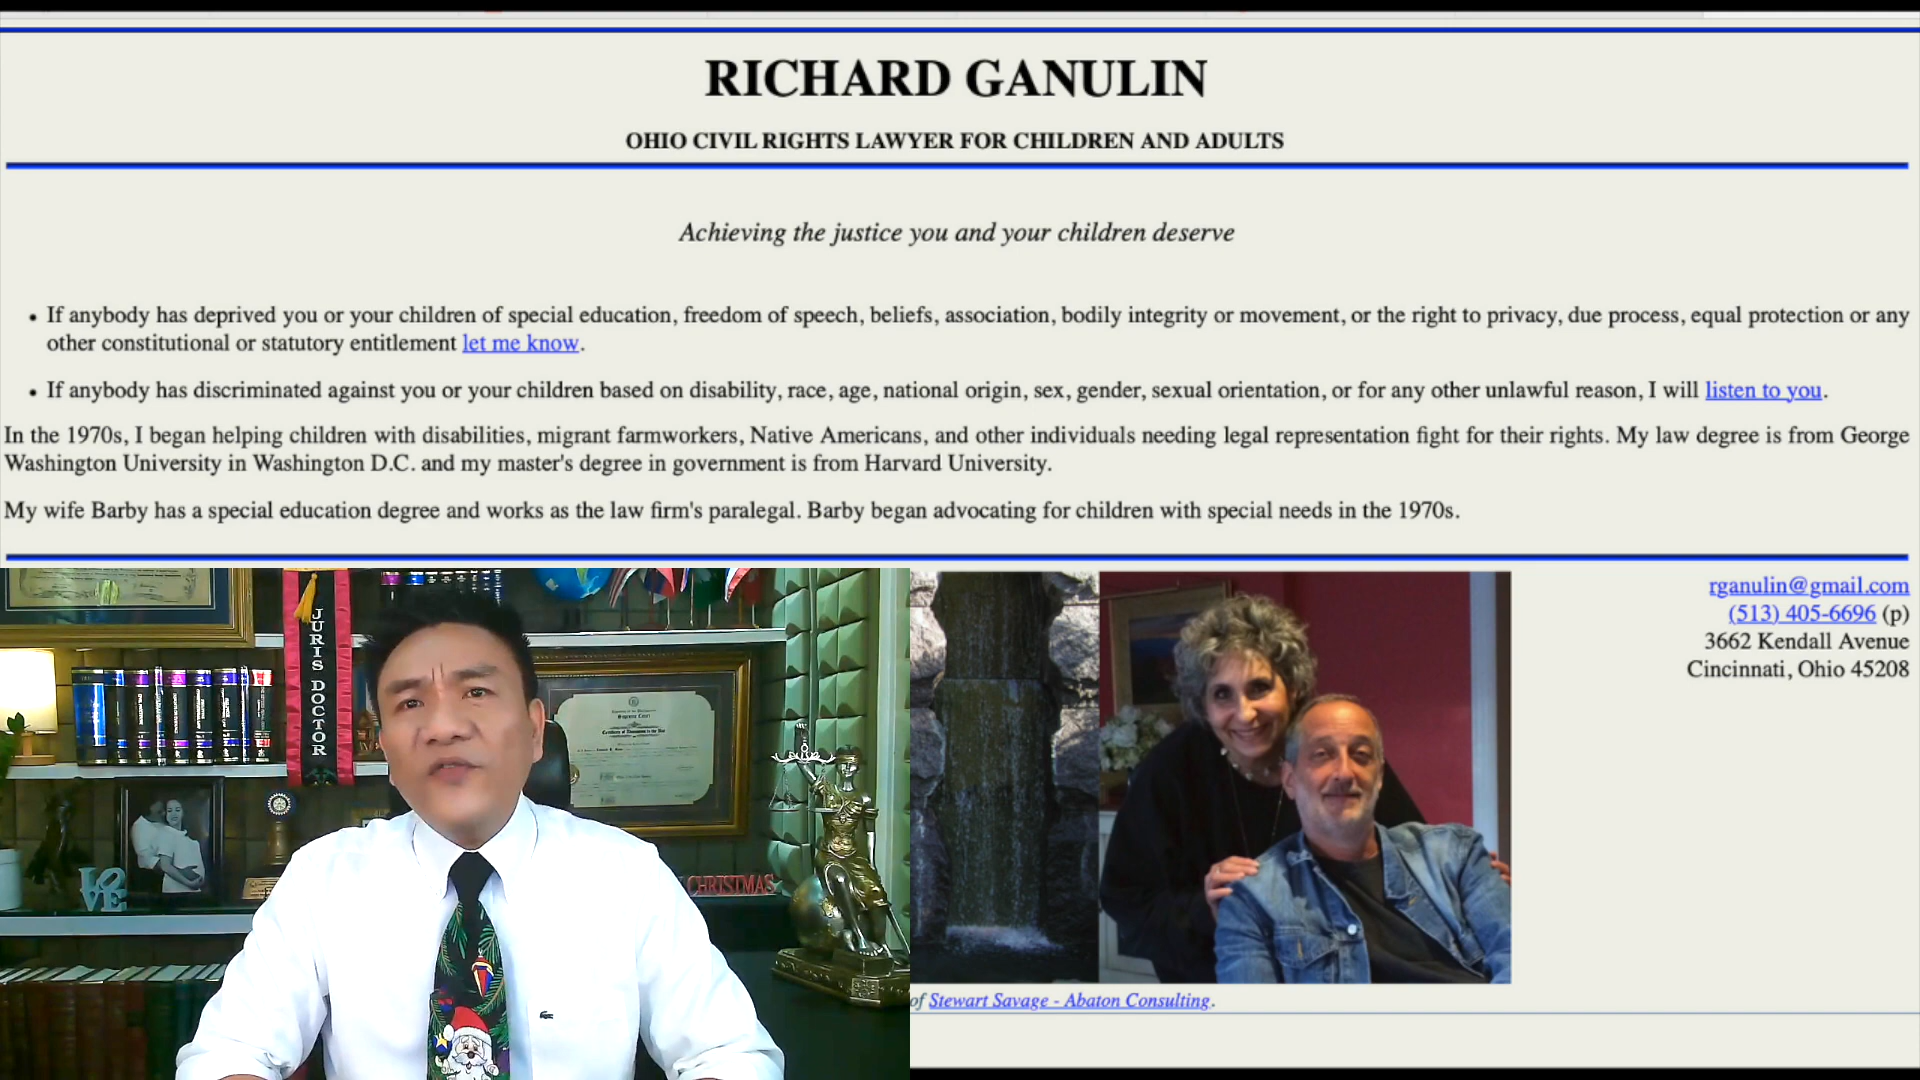 RICHARD GANULIN
OHIO CIVIL RIGHTS LAWYER FOR CHILDREN AND ADULTS
Achieving the justice you and your children deserve
• If anybody has deprived you or your children of special education, freedom of speech, beliefs, association, bodily integrity or movement, or the right to privacy, due process, equal protection or any
other constitutional or statutory entitlement let me know.
• If anybody has discriminated against you or your children based on disability, race, age, national origin, sex, gender, sexual orientation, or for any other unlawful reason, I will listen to you.
In the 1970s, I began helping children with disabilities, migrant farmworkers, Native Americans, and other individuals needing legal representation fight for their rights. My law degree is from George
Washington University in Washington D.C. and my master's degree in government is from Harvard University.
My wife Barby has a special education degree and works as the law firm's paralegal. Barby began advocating for children with special needs in the 1970s.
rganulin@gmail.com
(513) 405-6696 (p)
3662 Kendall Avenue
Cincinnati, Ohio 45208
JURIS DOCTOR
Supreme Court
LOVE
CHRISTMAS
of Stewart Savage - Abaton Consulting.